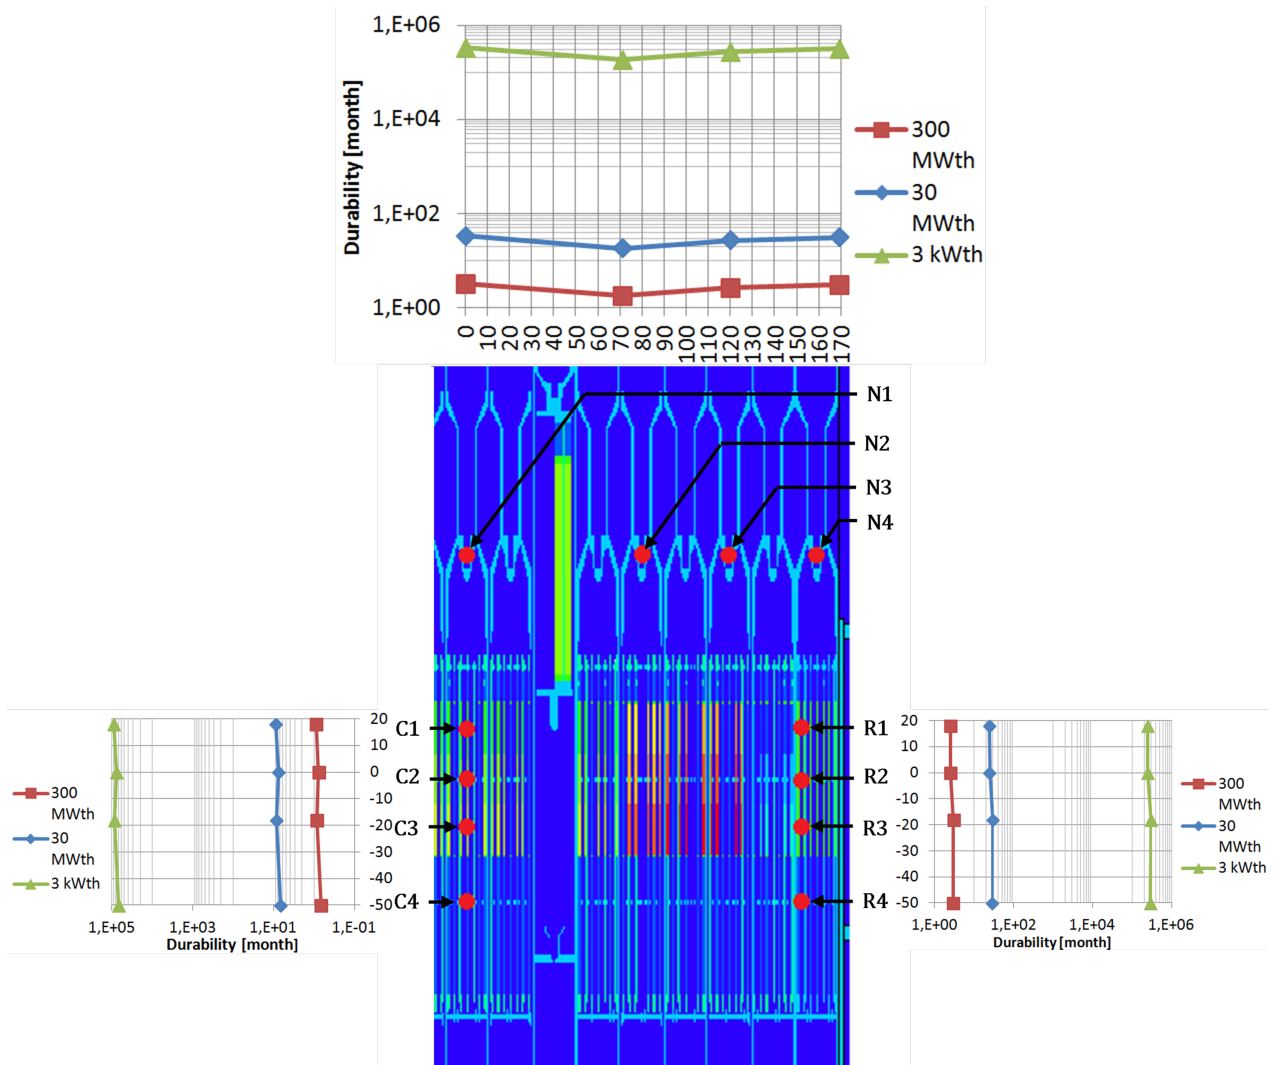 1,E+06
1,E+04
1,E+02
1,E+00
Durability [month]
0 10 20 30 40 50 60 70 80 90 100 110 120 130 140 150 160 170
300
MWth
30
MWth
3 kWth
N1
N2
N3
N4
C1
C2
C3
C4
R1
R2
R3
R4
300
MWth
30
MWth
3 kWth
20
10
0
-10
-20
-30
-40
-50
1,E+05 1,E+03 1,E+01 1,E-01
Durability [month]
20
10
0
-10
-20
-30
-40
-50
1,E+00 1,E+02 1,E+04 1,E+06
Durability [month]
300
MWth
30
MWth
3 kWth